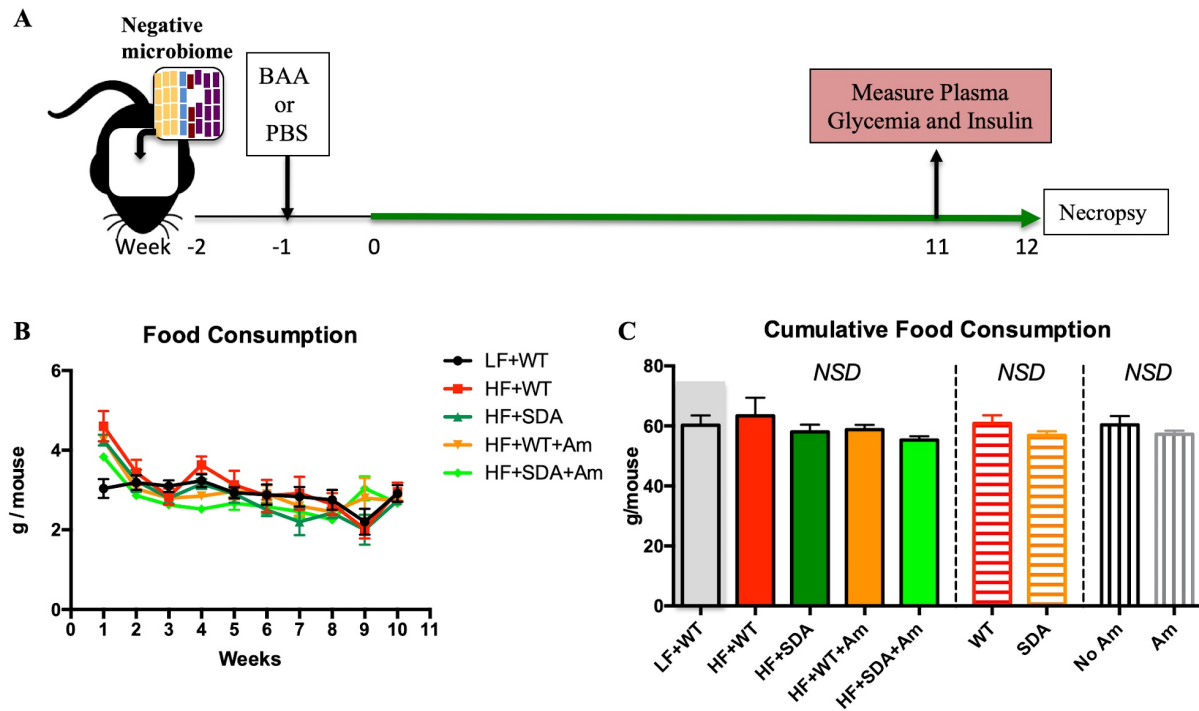 A
Negative
microbiome
BAA
or
PBS
Measure Plasma
Glycemia and Insulin
Necropsy
Week -2 -1 0 11 12
B
Food Consumption
g / mouse
6
4
2
0
0 1 2 3 4 5 6 7 8 9 10 11
Weeks
LF+WT
HF+WT
HF+SDA
HF+WT+Am
HF+SDA+Am
C
Cumulative Food Consumption
g/mouse
80
60
40
20
0
NSD NSD NSD
LF+WT
HF+WT
HF+SDA
HF+WT+Am
HF+SDA+Am
WT
SDA
No Am
Am